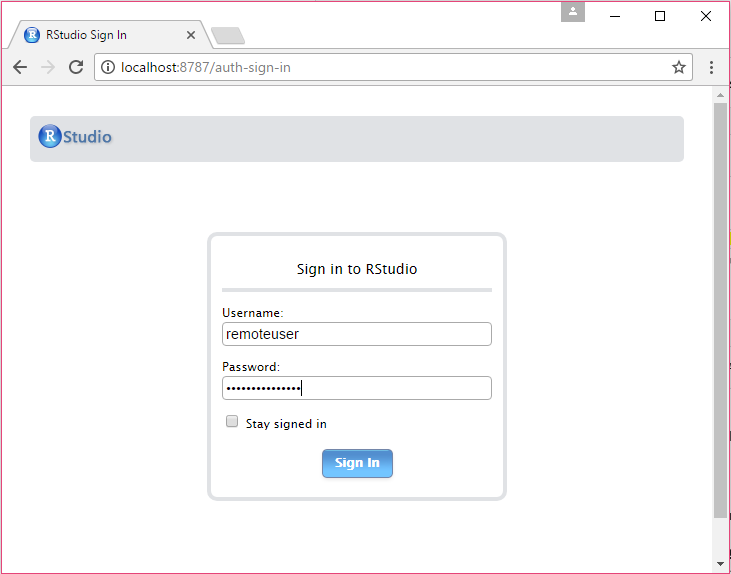 RStudio Sign In
localhost:8787/auth-sign-in
R Studio
Sign in to RStudio
Username:
remoteuser
Password:
•••••••••••••••
Stay signed in
Sign In